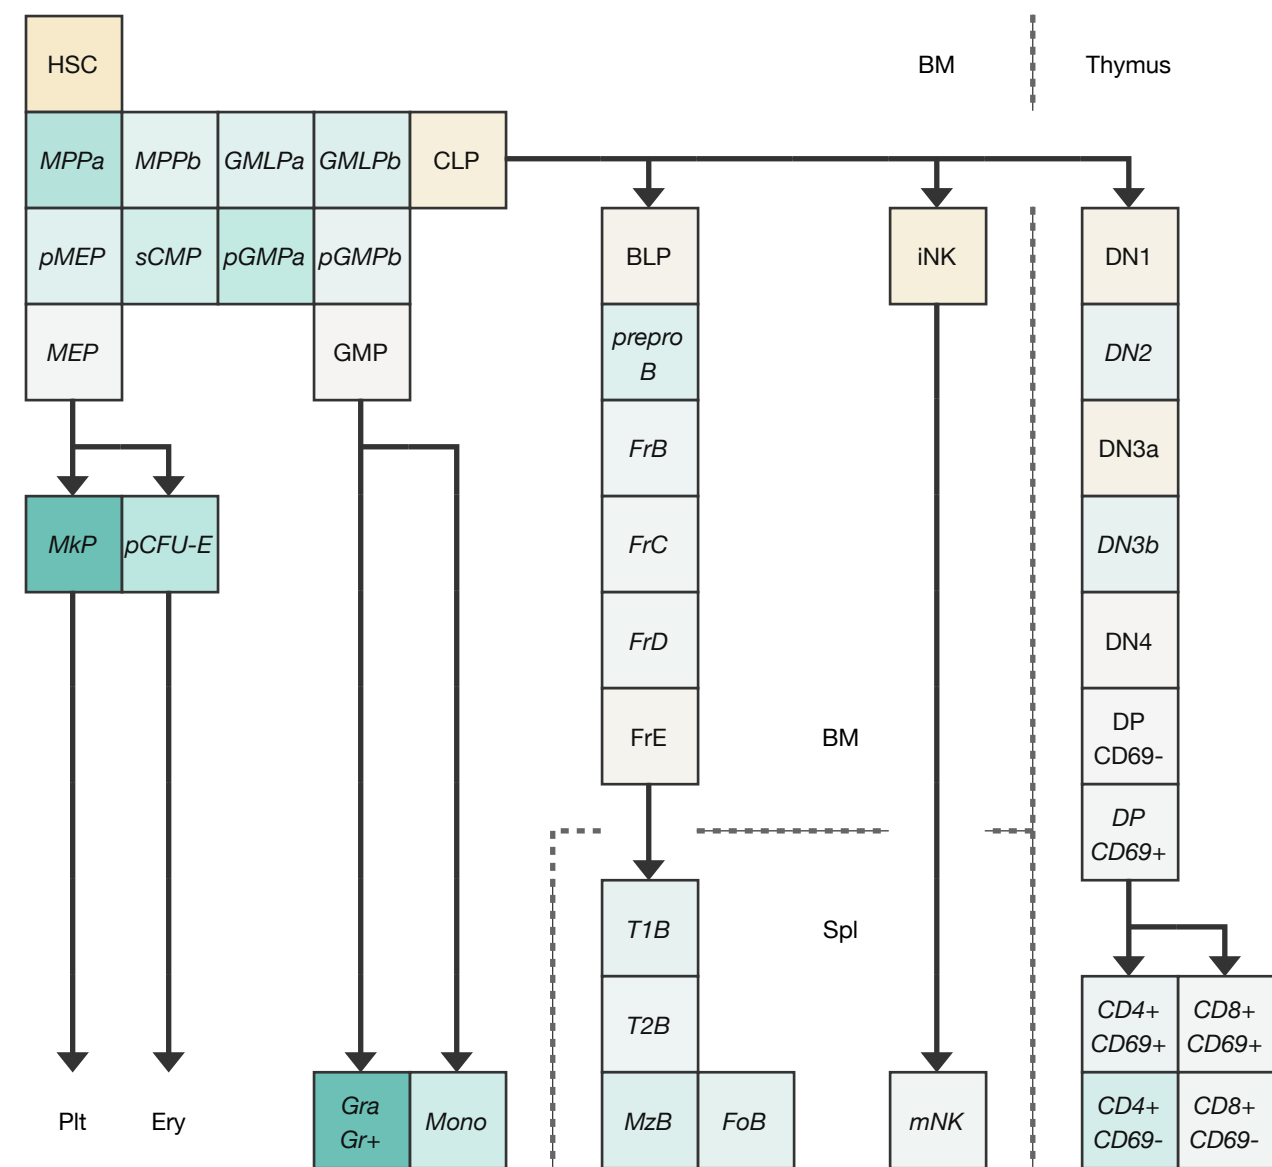 HSC
BM
Thymus
MPPa
MPPb
GMLPa
GMLPb
CLP
pMEP
sCMP
pGMPa
pGMPb
BLP
iNK
DN1
MEP
GMP
prepro
B
DN2
FrB
DN3a
MkP
pCFU-E
FrC
DN3b
FrD
DN4
FrE
BM
DP
CD69-
DP
CD69+
T1B
Spl
T2B
CD4+
CD69+
CD8+
CD69+
Plt
Ery
Gra
Gr+
Mono
MzB
FoB
mNK
CD4+
CD69-
CD8+
CD69-